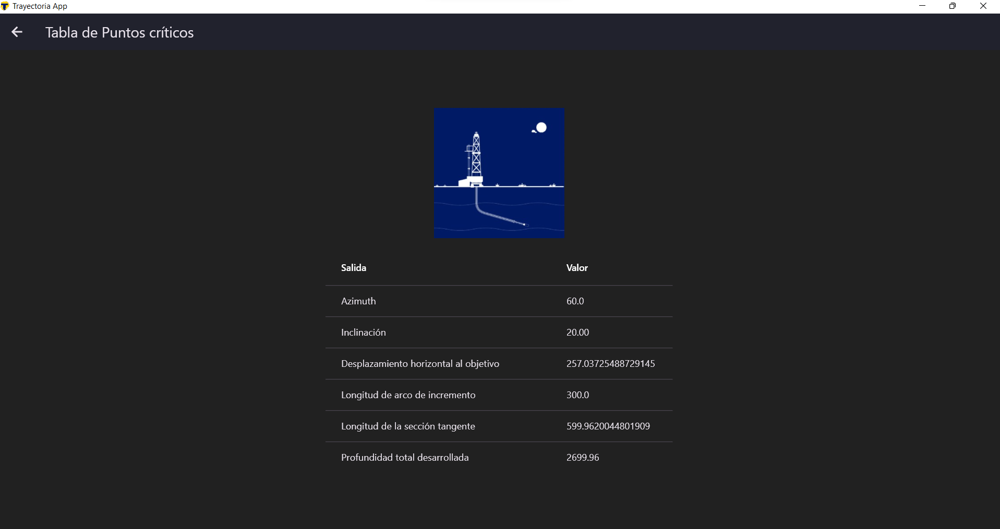 Trayectoria App
Tabla de Puntos críticos
Salida Valor
Azimuth 60.0
Inclinación 20.00
Desplazamiento horizontal al objetivo 257.03725488729145
Longitud de arco de incremento 300.0
Longitud de la sección tangente 599.9620044801909
Profundidad total desarrollada 2699.96